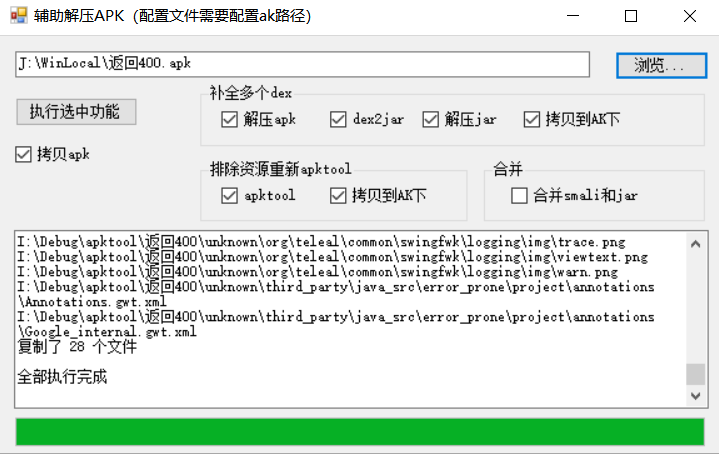 辅助解压APK（配置文件需要配置ak路径）
J:\WinLocal\返回400.apk
浏览...
执行选中功能
拷贝apk
补全多个dex
解压apk
dex2jar
解压jar
拷贝到AK下
排除资源重新apktool
apktool
拷贝到AK下
合并
合并smali和jar
I:\Debug\apktool\返回400\unknown\org\teleal\common\swingfwk\logging\img\trace.png
I:\Debug\apktool\返回400\unknown\org\teleal\common\swingfwk\logging\img\viewtext.png
I:\Debug\apktool\返回400\unknown\org\teleal\common\swingfwk\logging\img\warn.png
I:\Debug\apktool\返回400\unknown\third_party\java_src\error_prone\project\annotations
\Annotations.gwt.xml
I:\Debug\apktool\返回400\unknown\third_party\java_src\error_prone\project\annotations
\Google_internal.gwt.xml
复制了 28 个文件
全部执行完成